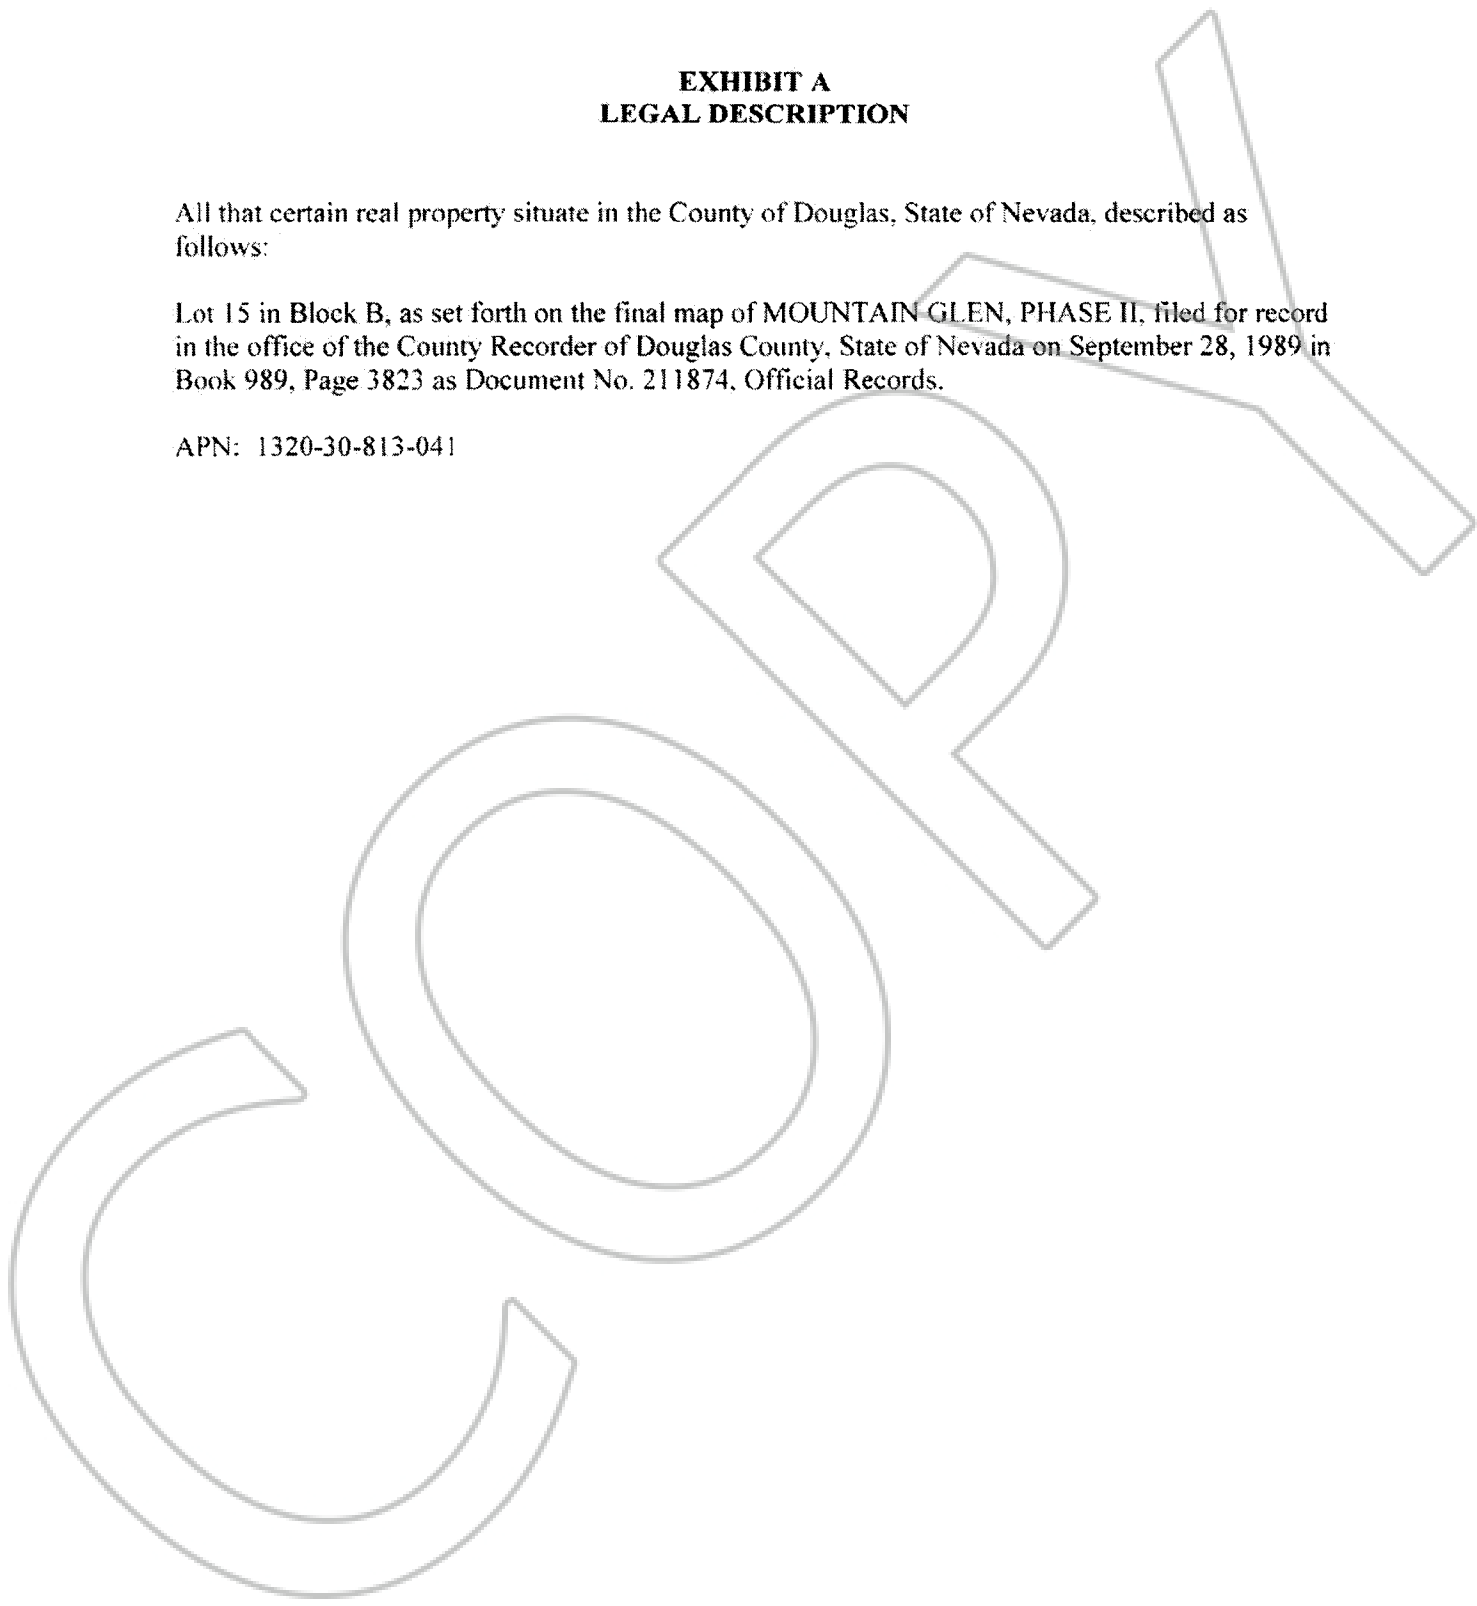 EXHIBIT A
LEGAL DESCRIPTION
All that certain real property situate in the County of Douglas, State of Nevada, described as
follows:
Lot 15 in Block B, as set forth on the final map of MOUNTAIN GLEN, PHASE II, filed for record
in the office of the County Recorder of Douglas County, State of Nevada on September 28, 1989 in
Book 989, Page 3823 as Document No. 211874, Official Records.
APN: 1320-30-813-041
COPY